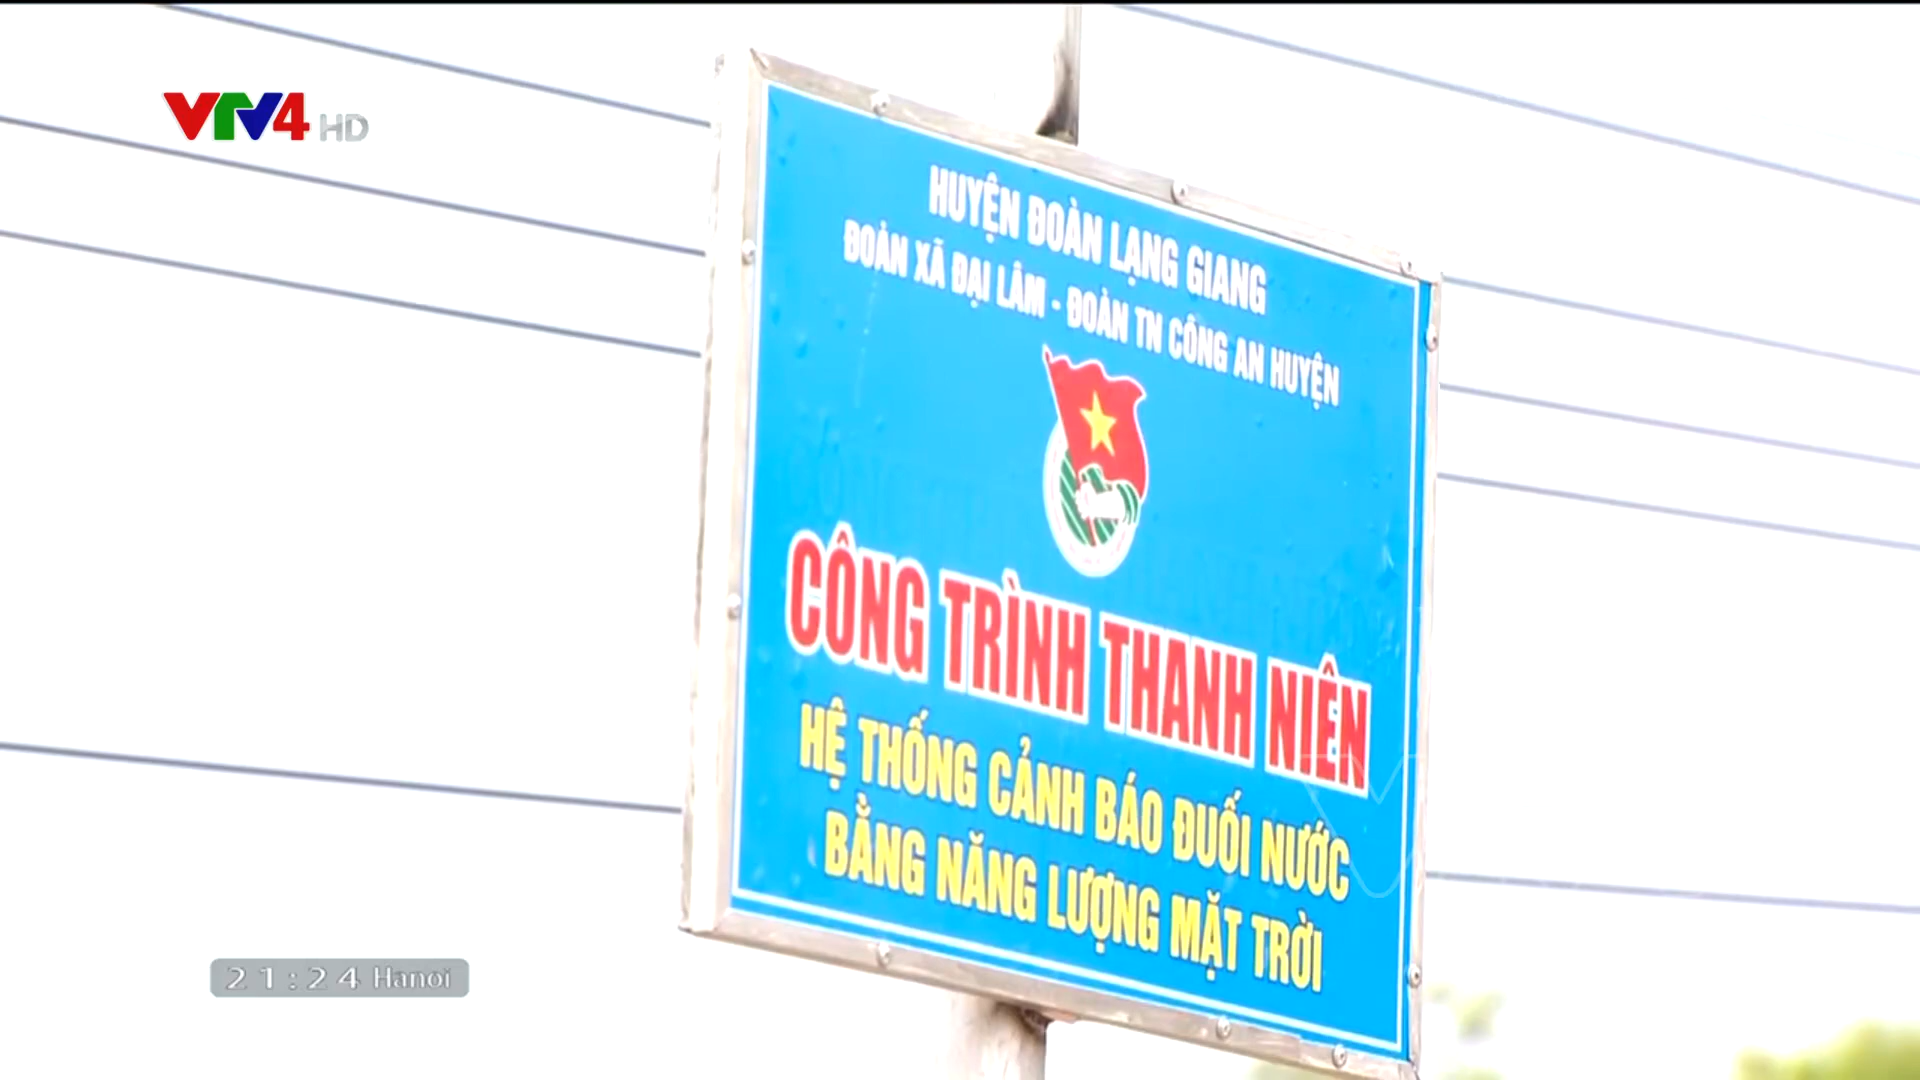 VTV4 HD
HUYỆN ĐOÀN LẠNG GIANG
ĐOÀN XÃ ĐẠI LÂM - ĐOÀN TN CÔNG AN HUYỆN
CÔNG TRÌNH THANH NIÊN
HỆ THỐNG CẢNH BÁO ĐUỐI NƯỚC
BẰNG NĂNG LƯỢNG MẶT TRỜI
21:24 Hanoi